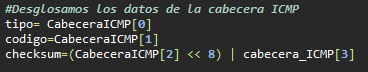 #Desglosamos los datos de la cabecera ICMP
tipo= CabeceraICMP[0]
codigo=CabeceraICMP[1]
checksum=(CabeceraICMP[2] << 8) | cabecera_ICMP[3]